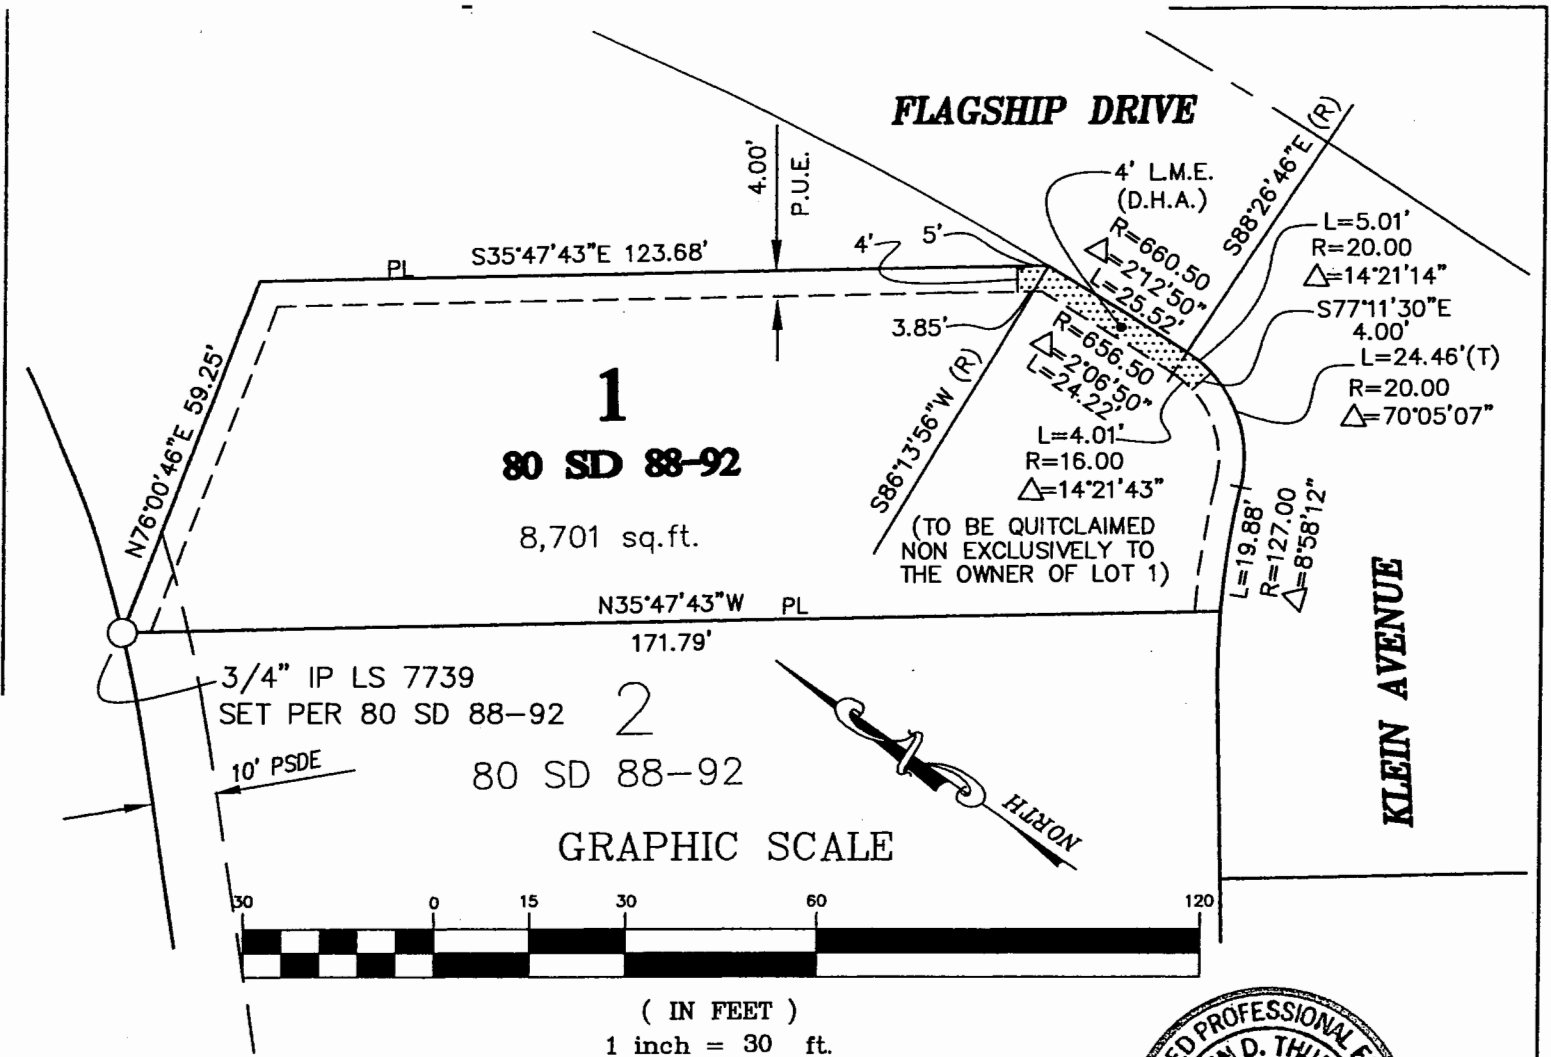 FLAGSHIP DRIVE
4.00'
P.U.E.
S35°47'43"E 123.68'
PL
4'
5'
4' L.M.E.
(D.H.A.)
S88°26'46"E (R)
R=660.50
△=2°12'50"
L=25.52'
L=5.01'
R=20.00
△=14°21'14"
S77°11'30"E
4.00'
L=24.46'(T)
R=20.00
△=70°05'07"
3.85'
R=656.50
△=2°06'50"
L=24.22'
N76°00'46"E 59.25'
1
80 SD 88-92
8,701 sq.ft.
S86°13'56"W (R)
L=4.01'
R=16.00
△=14°21'43"
(TO BE QUITCLAIMED
NON EXCLUSIVELY TO
THE OWNER OF LOT 1)
L=19.88'
R=127.00
△=8°58'12"
KLEIN AVENUE
N35°47'43"W PL
171.79'
3/4" IP LS 7739
SET PER 80 SD 88-92
2
80 SD 88-92
10' PSDE
NORTH
GRAPHIC SCALE
30 0 15 30 60 120
( IN FEET )
1 inch = 30 ft.
PROFESSIONAL
D.